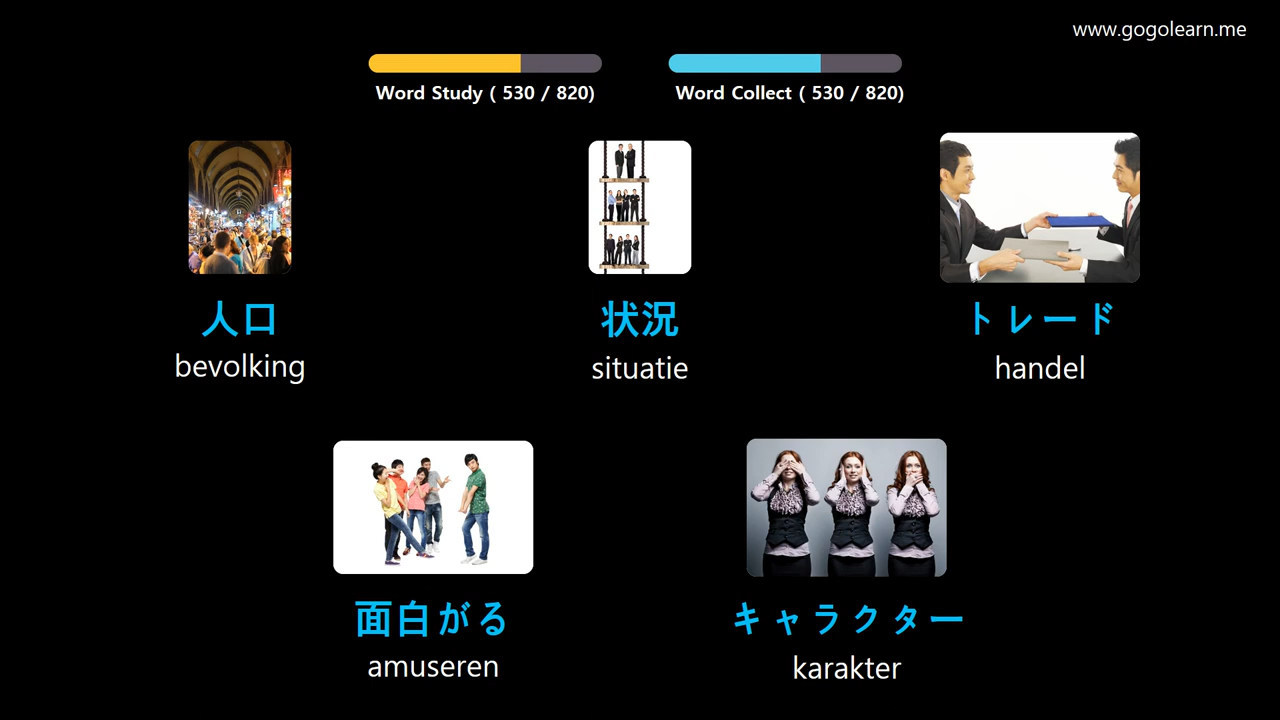 www.gogolearn.me
Word Study ( 530 / 820)
Word Collect ( 530 / 820)
人口
bevolking
状況
situatie
トレード
handel
面白がる
amuseren
キャラクター
karakter